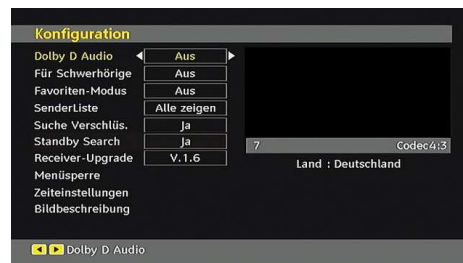 Konfiguration
Dolby D Audio Aus
Für Schwerhörige Aus
Favoriten-Modus Aus
SenderListe Alle zeigen
Suche Verschlüs. Ja
Standby Search Ja
Receiver-Upgrade V.1.6
Menüsperre
Zeiteinstellungen
Bildbeschreibung
7 Codec4:3
Land : Deutschland
Dolby D Audio